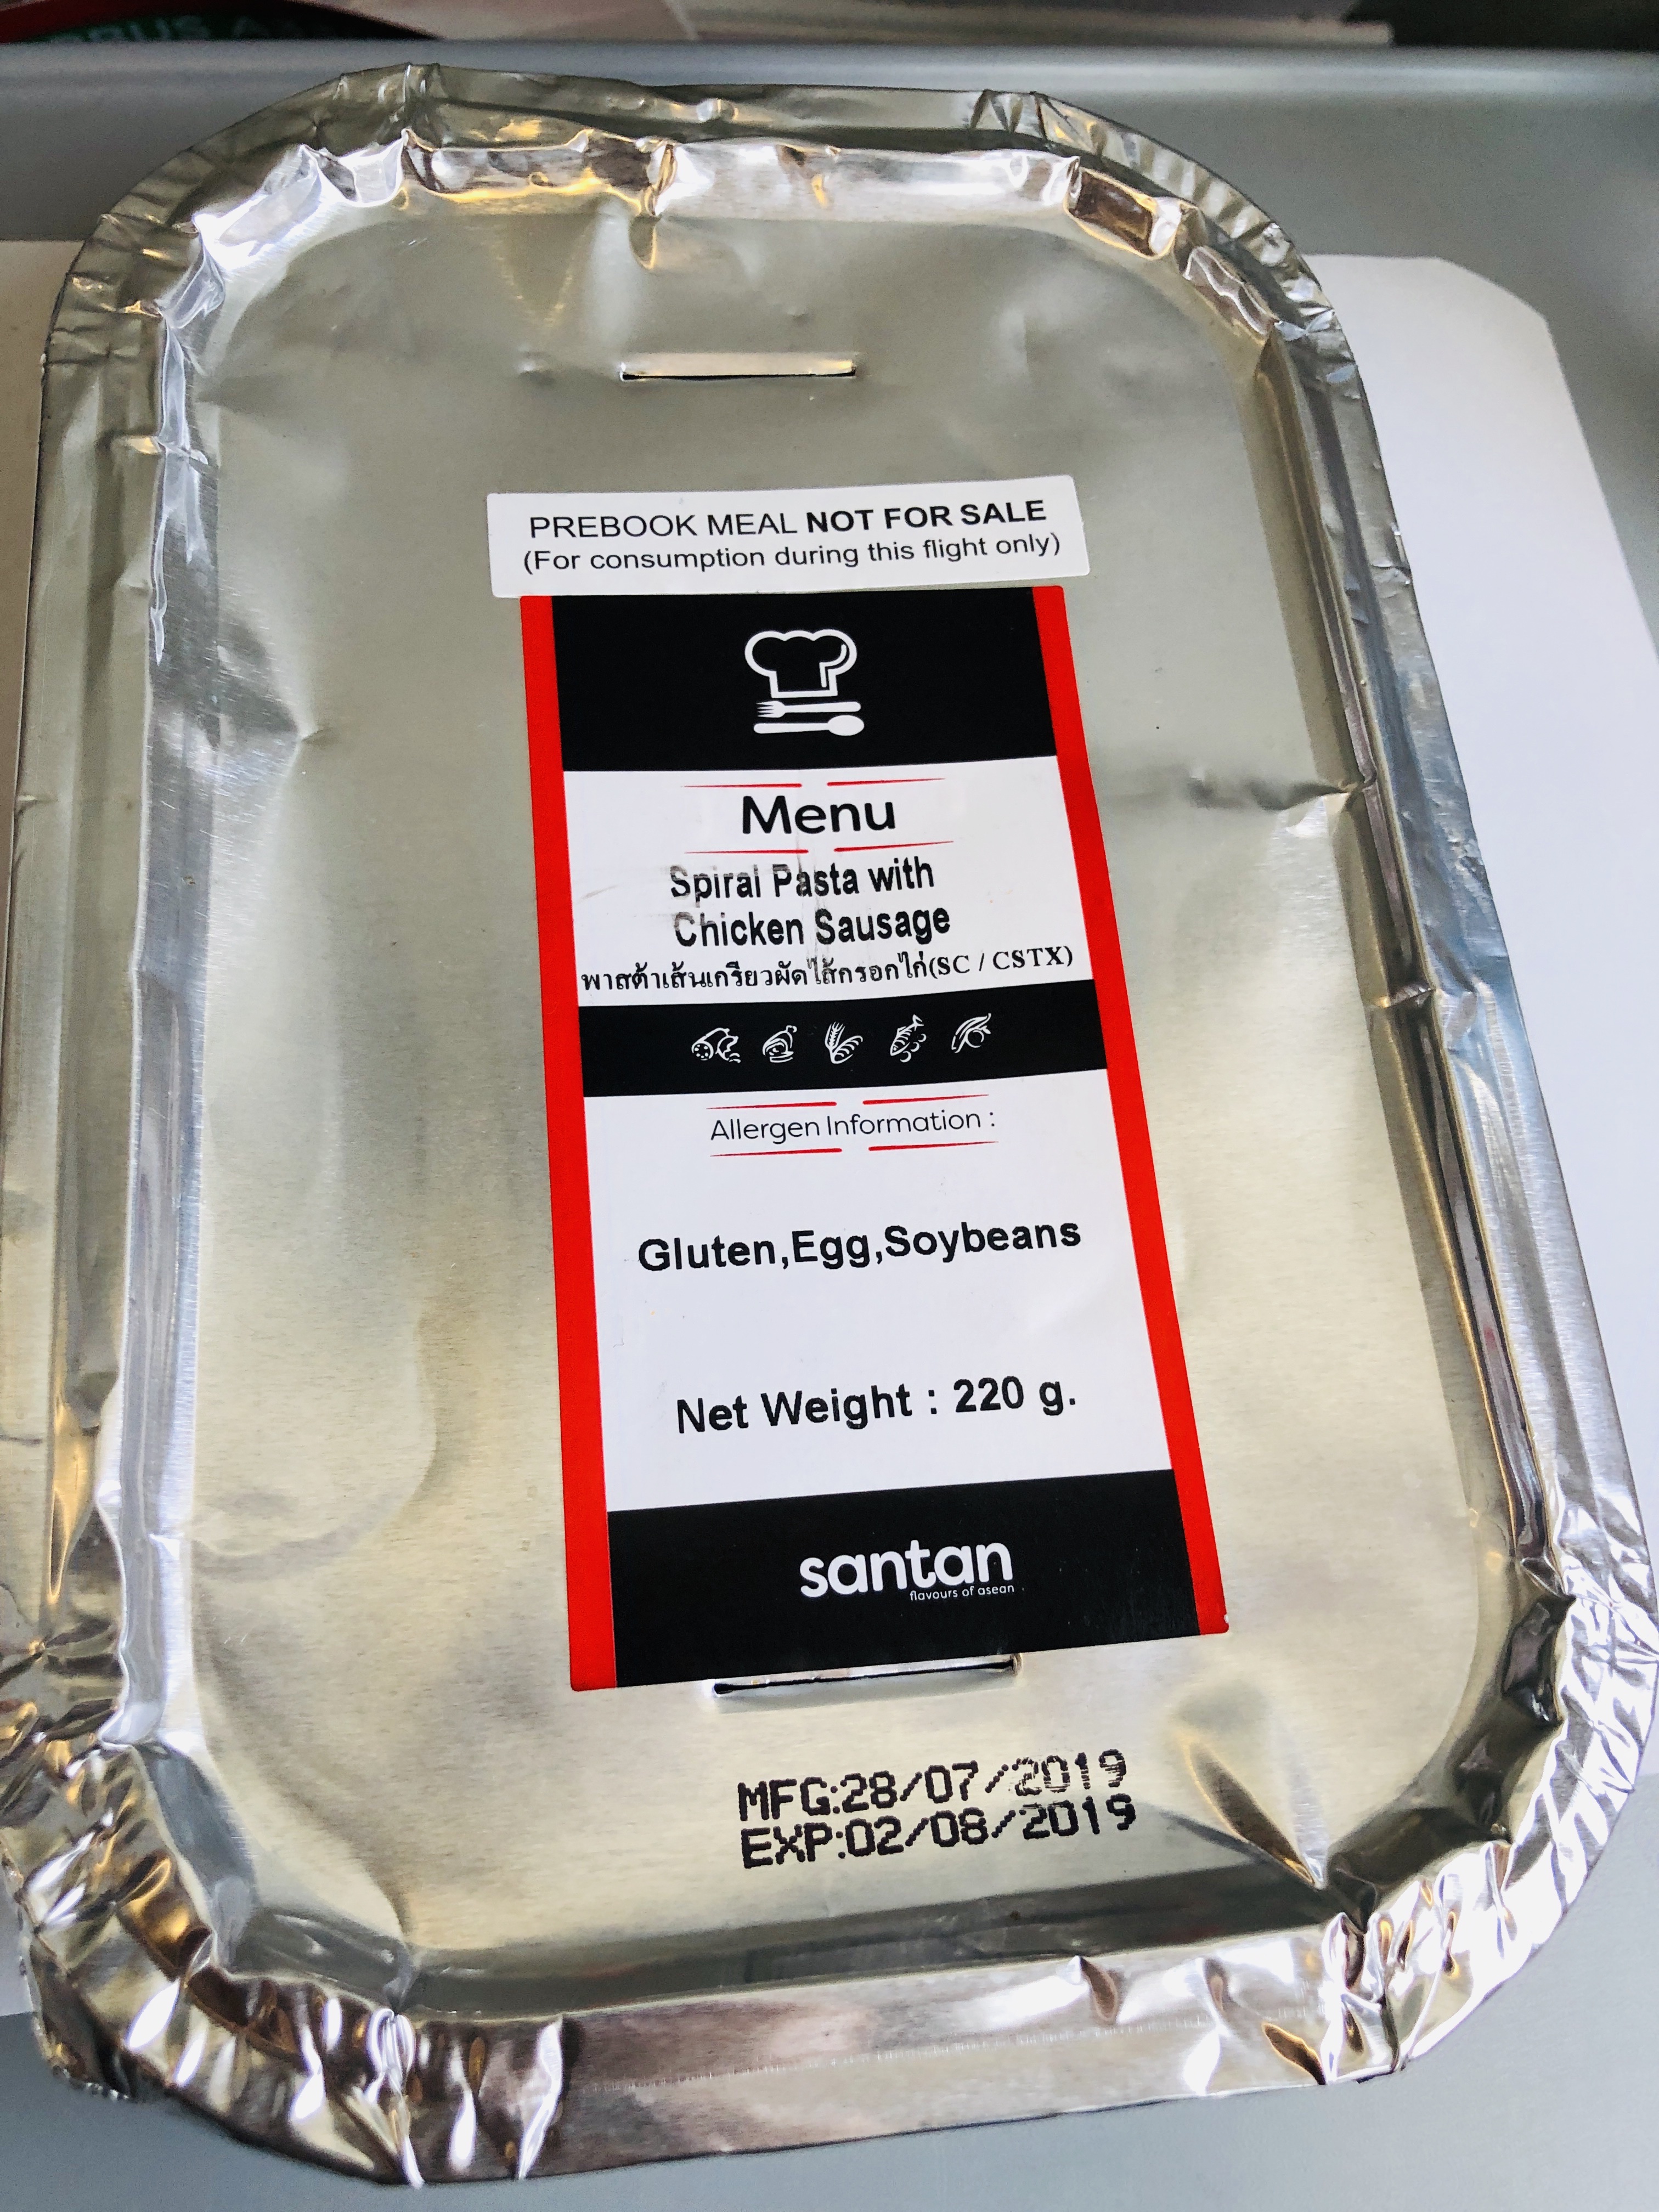 PREBOOK MEAL NOT FOR SALE
(For consumption during this flight only)
Menu
Spiral Pasta with
Chicken Sausage
พาสต้าเส้นเกรียวผัดไส้กรอกไก่(SC / CSTX)
Allergen Information :
Gluten,Egg,Soybeans
Net Weight : 220 g.
santan
flavours of asean
MFG:28/07/2019
EXP:02/08/2019